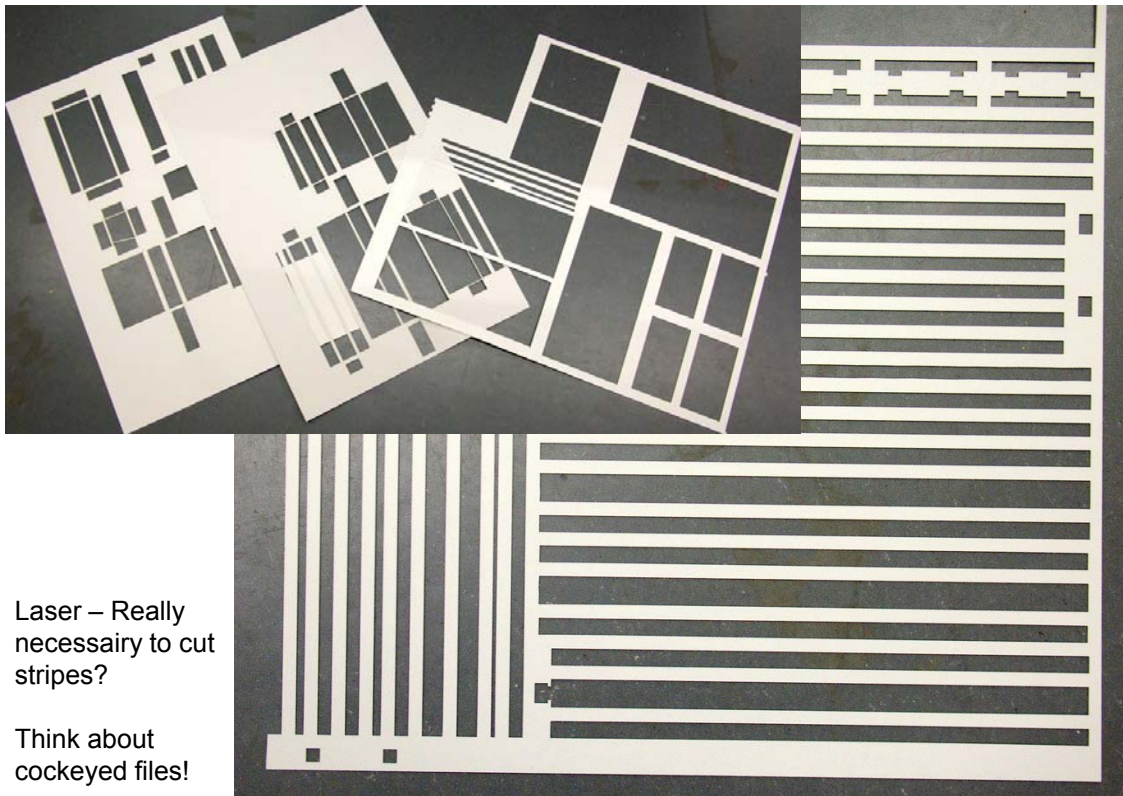 Laser – Really
necessairy to cut
stripes?
Think about
cockeyed files!